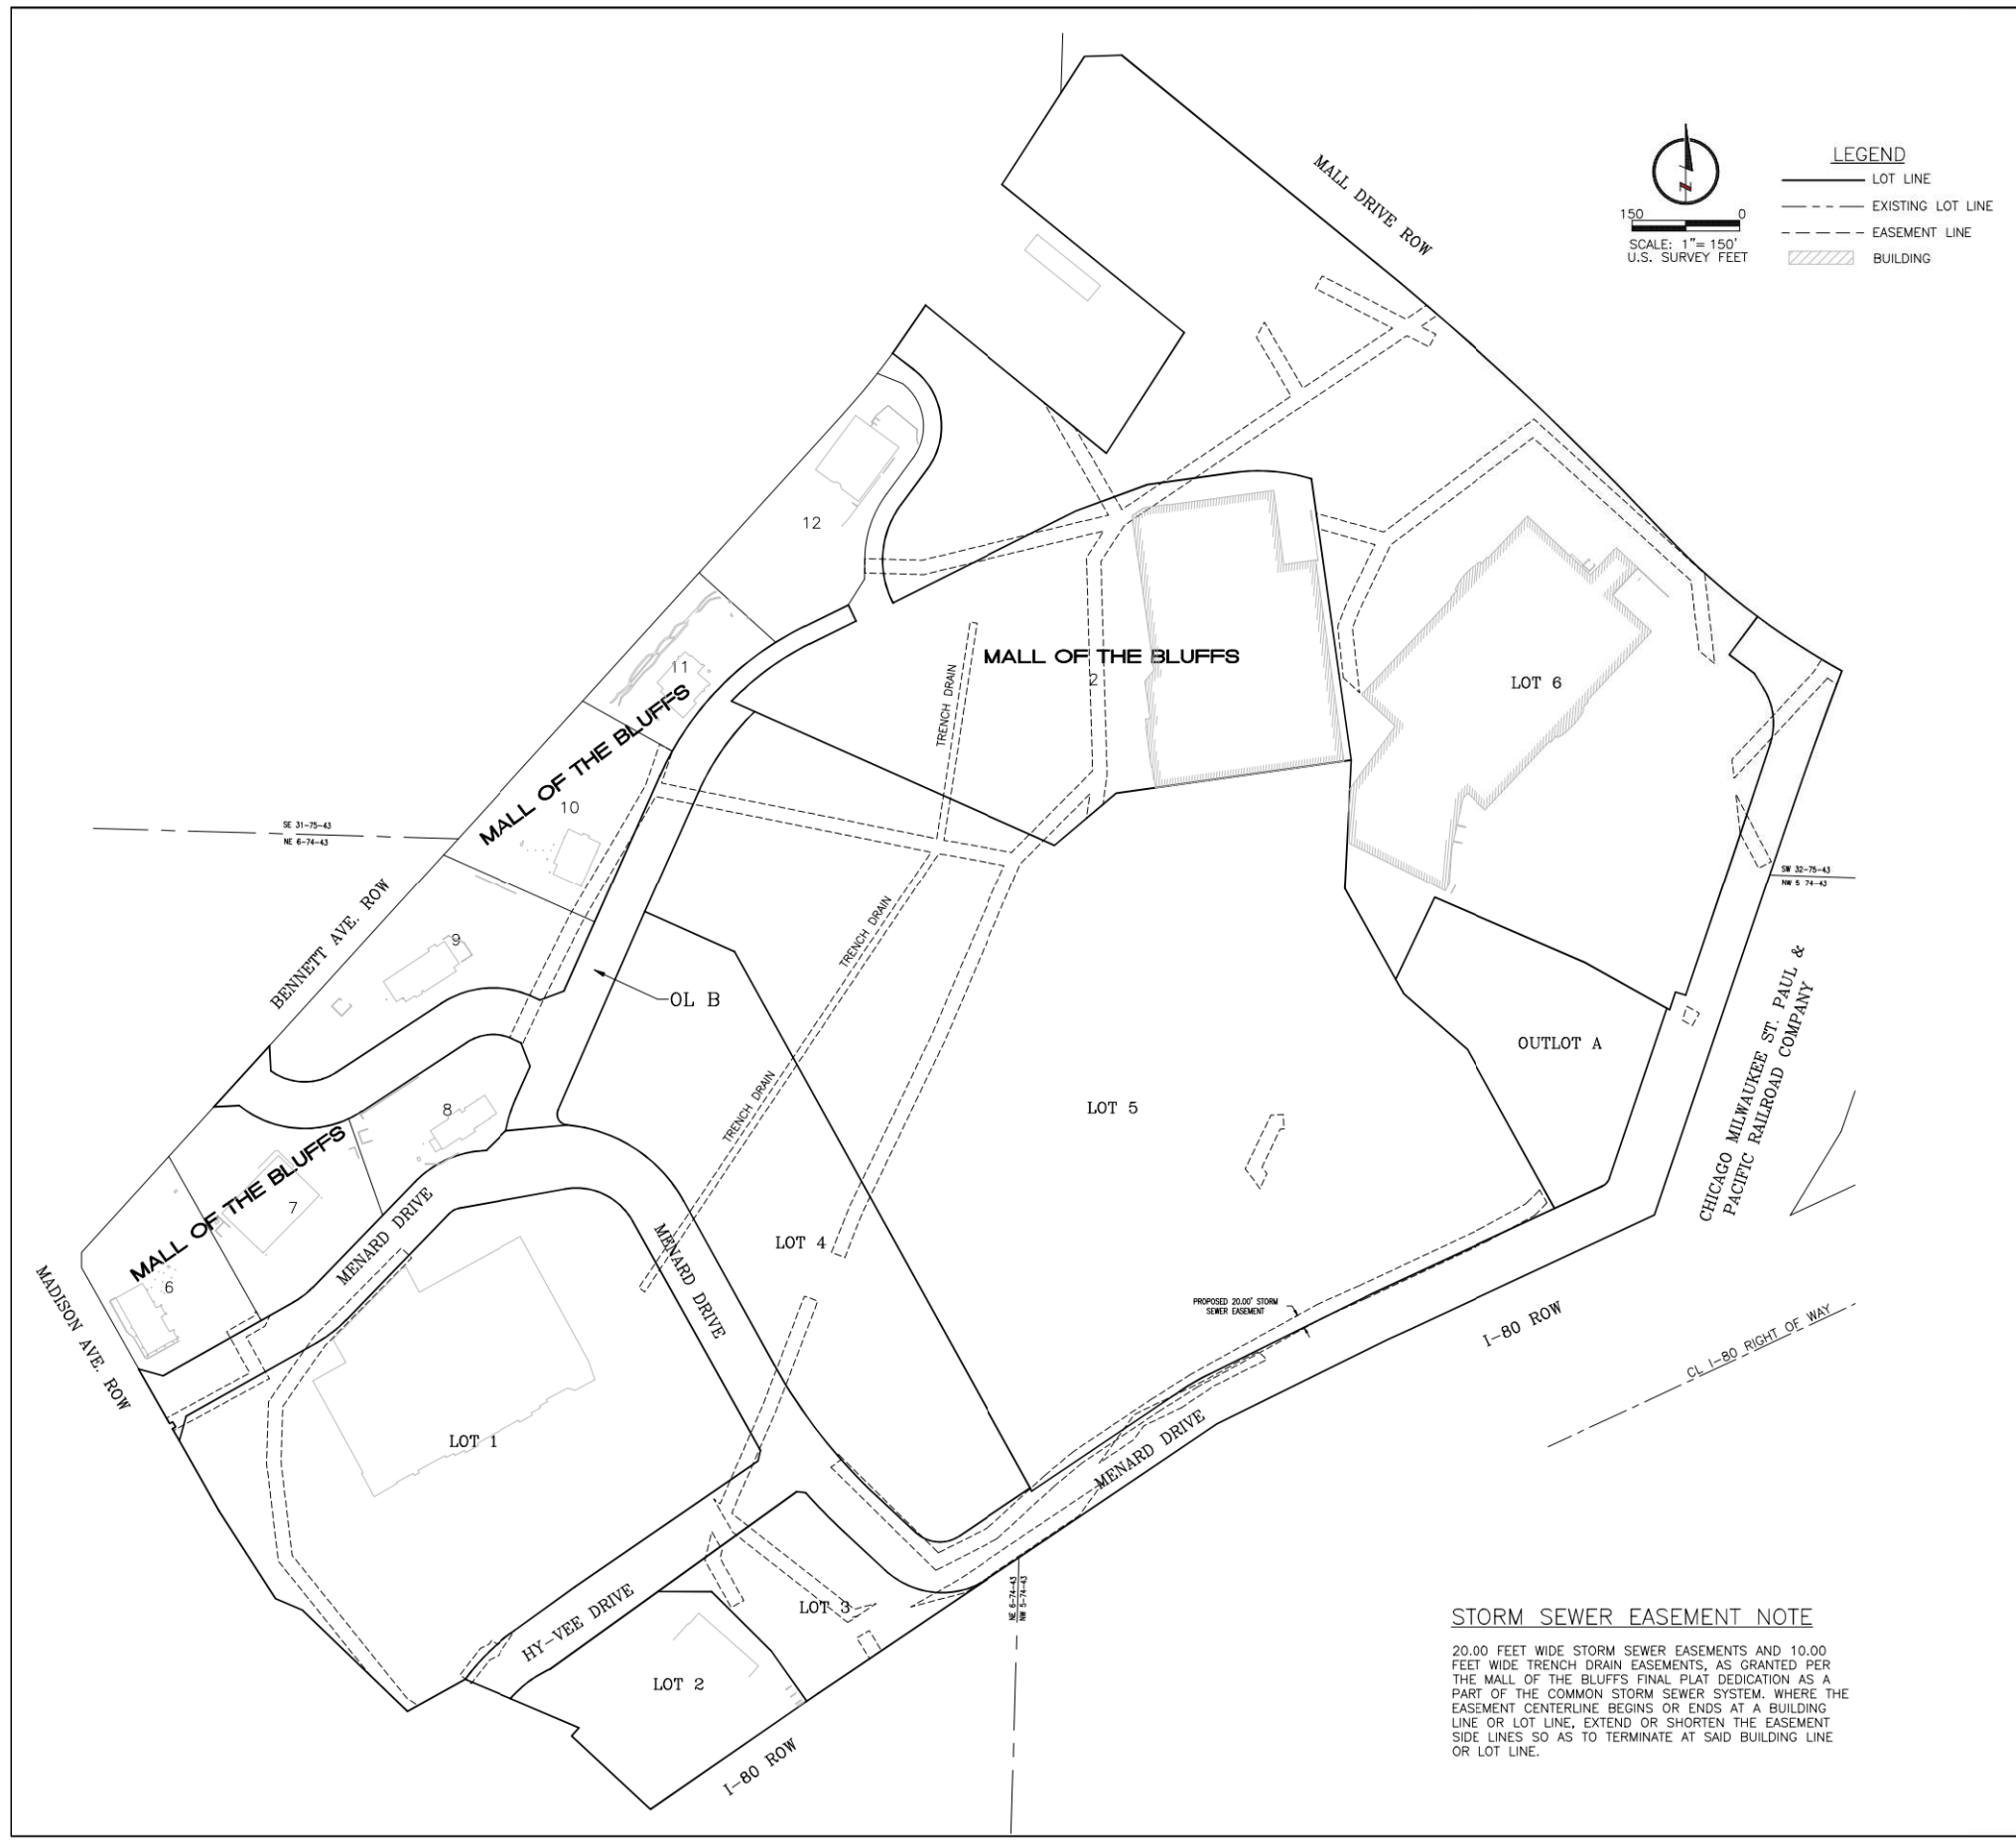 MALL DRIVE ROW
150
0
SCALE: 1"= 150'
U.S. SURVEY FEET
LEGEND
LOT LINE
EXISTING LOT LINE
EASEMENT LINE
BUILDING
12
MALL OF THE BLUFFS
2
TRENCH DRAIN
LOT 6
11
MALL OF THE BLUFFS
10
SE 31-75-43
NE 6-74-43
BENNETT AVE. ROW
9
TRENCH DRAIN
OL B
SW 32-75-43
NW 5 74-43
OUTLOT A
CHICAGO MILWAUKEE ST. PAUL &
PACIFIC RAILROAD COMPANY
8
TRENCH DRAIN
LOT 5
MALL OF THE BLUFFS
7
6
MENARD DRIVE
MENARD DRIVE
LOT 4
MADISON AVE. ROW
PROPOSED 20.00' STORM
SEWER EASEMENT
I-80 ROW
CL I-80 RIGHT OF WAY
LOT 1
MENARD DRIVE
NE 6-74-43
NW 5-74-43
HY-VEE DRIVE
LOT 3
LOT 2
I-80 ROW
STORM SEWER EASEMENT NOTE
20.00 FEET WIDE STORM SEWER EASEMENTS AND 10.00
FEET WIDE TRENCH DRAIN EASEMENTS, AS GRANTED PER
THE MALL OF THE BLUFFS FINAL PLAT DEDICATION AS A
PART OF THE COMMON STORM SEWER SYSTEM. WHERE THE
EASEMENT CENTERLINE BEGINS OR ENDS AT A BUILDING
LINE OR LOT LINE, EXTEND OR SHORTEN THE EASEMENT
SIDE LINES SO AS TO TERMINATE AT SAID BUILDING LINE
OR LOT LINE.